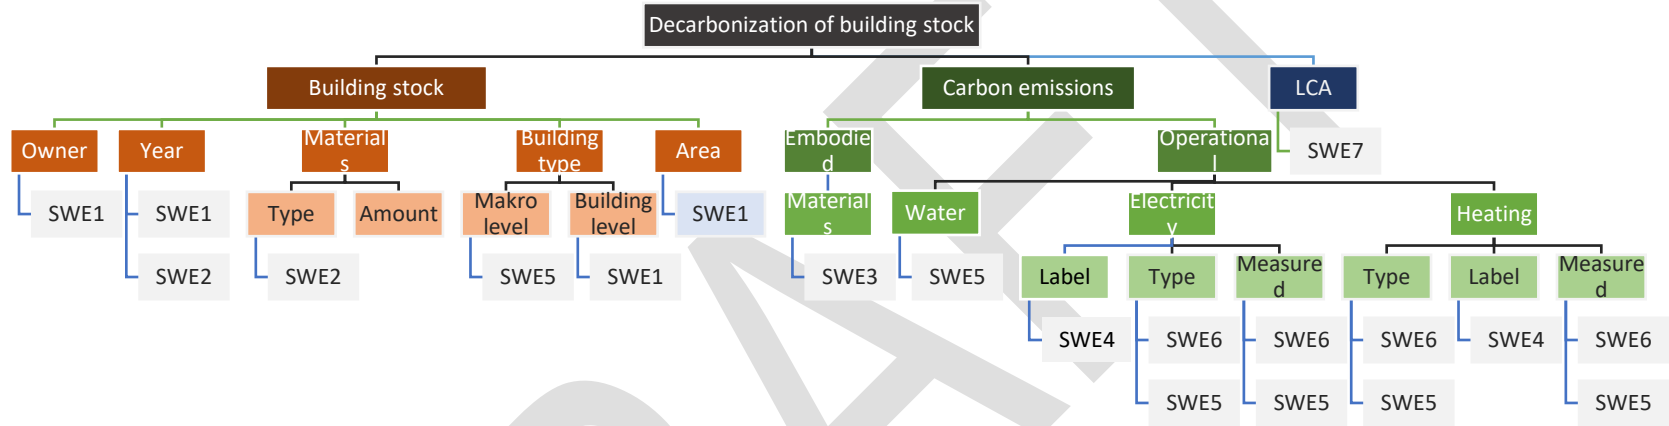 Decarbonization of building stock
Building stock
Carbon emissions
LCA
Owner
Year
Material
s
Building
type
Area
Embodie
d
Operationa
l
SWE7
SWE1
SWE1
Type
Amount
Makro
level
Building
level
SWE1
Material
s
Water
Electricit
y
Heating
SWE2
SWE2
SWE5
SWE1
SWE3
SWE5
Label
Type
Measure
d
Type
Label
Measure
d
SWE4
SWE6
SWE6
SWE6
SWE4
SWE6
SWE5
SWE5
SWE5
SWE5